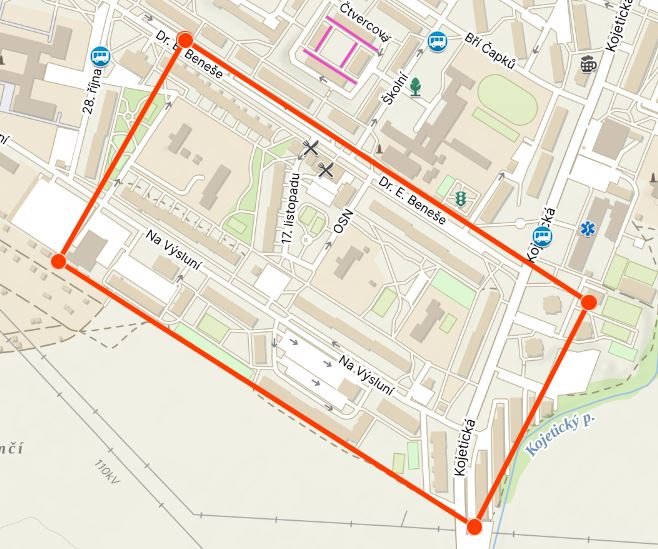 Čtvercová
Dr. E. Beneše
Bří Čapků
Kojetická
28. října
Školní
ní
Dr. E. Beneše
17. listopadu
OSN
Kojetická
Na Výsluní
Na Výsluní
Kojetická
Kojetický p.
nčí
110kV